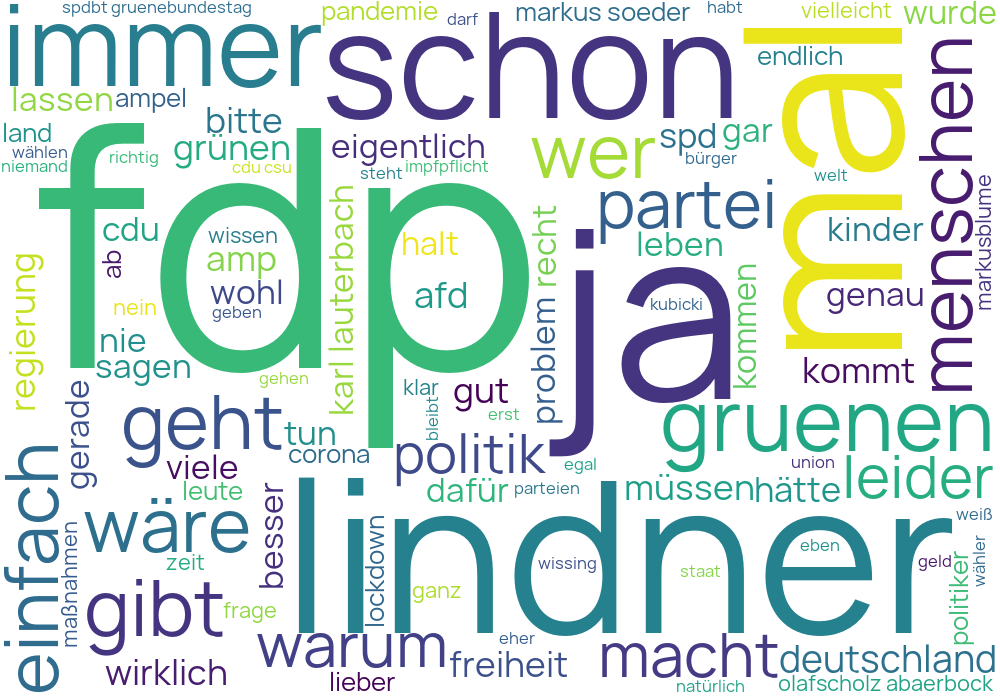 spdbt gruenebundestag
pandemie
darf
markus soeder
habt
vielleicht
wurde
immer
schon
mal
endlich
menschen
lassen
ampel
land
bitte
wählen
grünen
richtig
niemand
cdu csu
fdp
eigentlich
steht
impfpflicht
wer
spd
gar
bürger
welt
partei
kinder
markusblume
cdu
wissen
ab
amp
wohl
geben
halt
afd
karl lauterbach
recht
leben
ja
kubicki
genau
regierung
nein
nie
sagen
gehen
problem
kommen
kommt
klar
gut
erst
bleibt
gerade
geht
tun
corona
politik
egal
gruenen
union
viele
leute
dafür
parteien
müssen
hätte
leider
einfach
wäre
besser
lindner
weiß
zeit
maßnahmen
lockdown
wissing
eben
staat
geld
wähler
gibt
frage
ganz
politiker
warum
eher
freiheit
macht
deutschland
wirklich
lieber
natürlich
olafscholz abaerbock